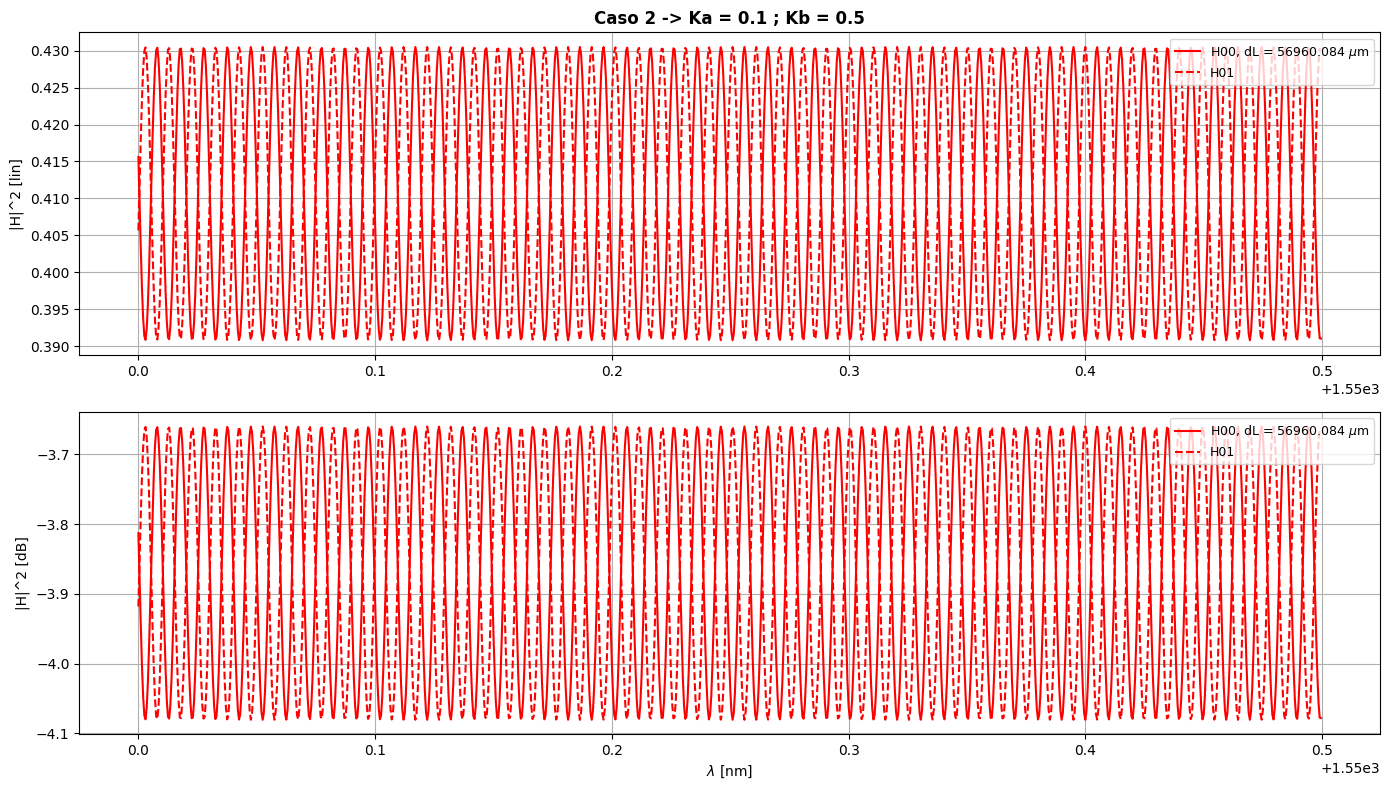 Caso 2 -> Ka = 0.1 ; Kb = 0.5
|H|^2 [lin]
0.430
0.425
0.420
0.415
0.410
0.405
0.400
0.395
0.390
H00, dL = 56960.084 μm
H01
0.0 0.1 0.2 0.3 0.4 0.5
+1.55e3
|H|^2 [dB]
−3.7
−3.8
−3.9
−4.0
−4.1
H00, dL = 56960.084 μm
H01
0.0 0.1 0.2 0.3 0.4 0.5
+1.55e3
λ [nm]